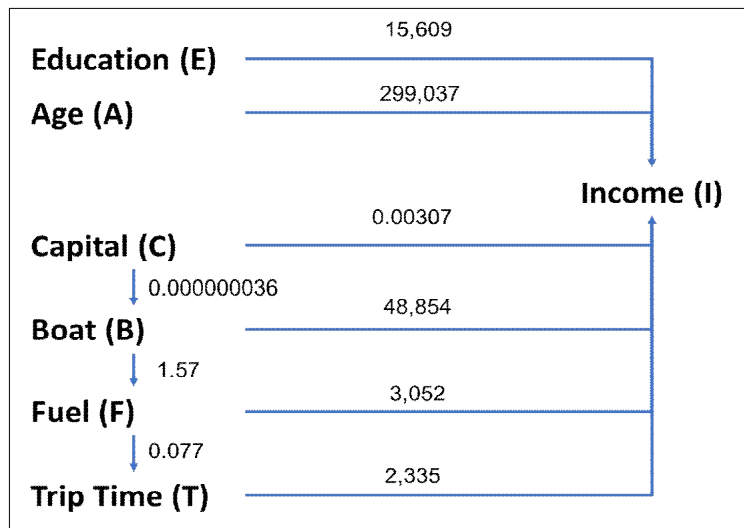 15,609
Education (E)
299,037
Age (A)
Income (I)
0.00307
Capital (C)
0.000000036
48,854
Boat (B)
1.57
3,052
Fuel (F)
0.077
2,335
Trip Time (T)